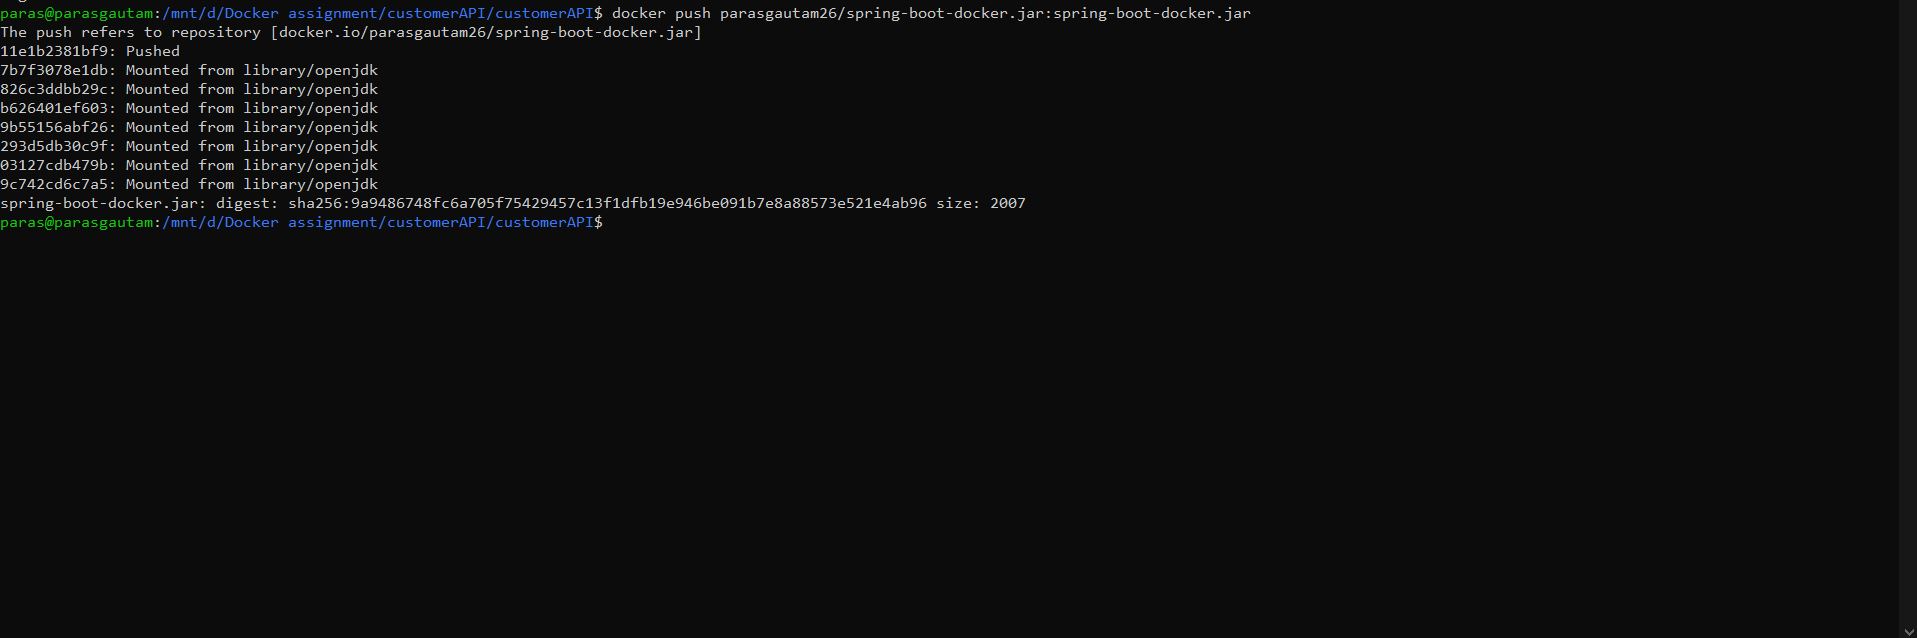 paras@parasgautam:/mnt/d/Docker assignment/customerAPI/customerAPI$ docker push parasgautam26/spring-boot-docker.jar:spring-boot-docker.jar
The push refers to repository [docker.io/parasgautam26/spring-boot-docker.jar]
11e1b2381bf9: Pushed
7b7f3078e1db: Mounted from library/openjdk
826c3ddbb29c: Mounted from library/openjdk
b626401ef603: Mounted from library/openjdk
9b55156abf26: Mounted from library/openjdk
293d5db30c9f: Mounted from library/openjdk
03127cdb479b: Mounted from library/openjdk
9c742cd6c7a5: Mounted from library/openjdk
spring-boot-docker.jar: digest: sha256:9a9486748fc6a705f75429457c13f1dfb19e946be091b7e8a88573e521e4ab96 size: 2007
paras@parasgautam:/mnt/d/Docker assignment/customerAPI/customerAPI$